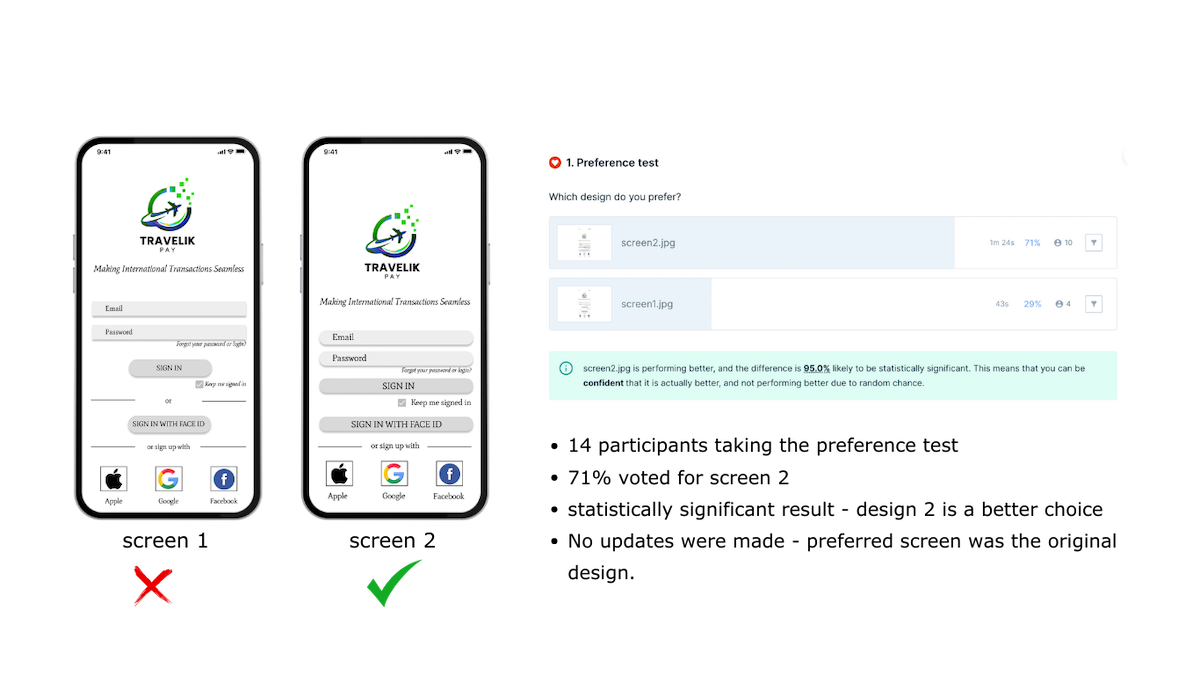 9:41
TRAVELIK
PAY
Making International Transactions Seamless
Email
Password
Forgot your password or login?
SIGN IN
Keep me signed in
or
SIGN IN WITH FACE ID
or sign up with
Apple
Google
Facebook
screen 1
9:41
TRAVELIK
PAY
Making International Transactions Seamless
Email
Password
Forgot your password or login?
SIGN IN
Keep me signed in
SIGN IN WITH FACE ID
or sign up with
Apple
Google
Facebook
screen 2
1. Preference test
Which design do you prefer?
screen2.jpg 1m 24s 71% 10
screen1.jpg 43s 29% 4
screen2.jpg is performing better, and the difference is 95.0% likely to be statistically significant. This means that you can be
confident that it is actually better, and not performing better due to random chance.
• 14 participants taking the preference test
• 71% voted for screen 2
• statistically significant result - design 2 is a better choice
• No updates were made - preferred screen was the original
design.